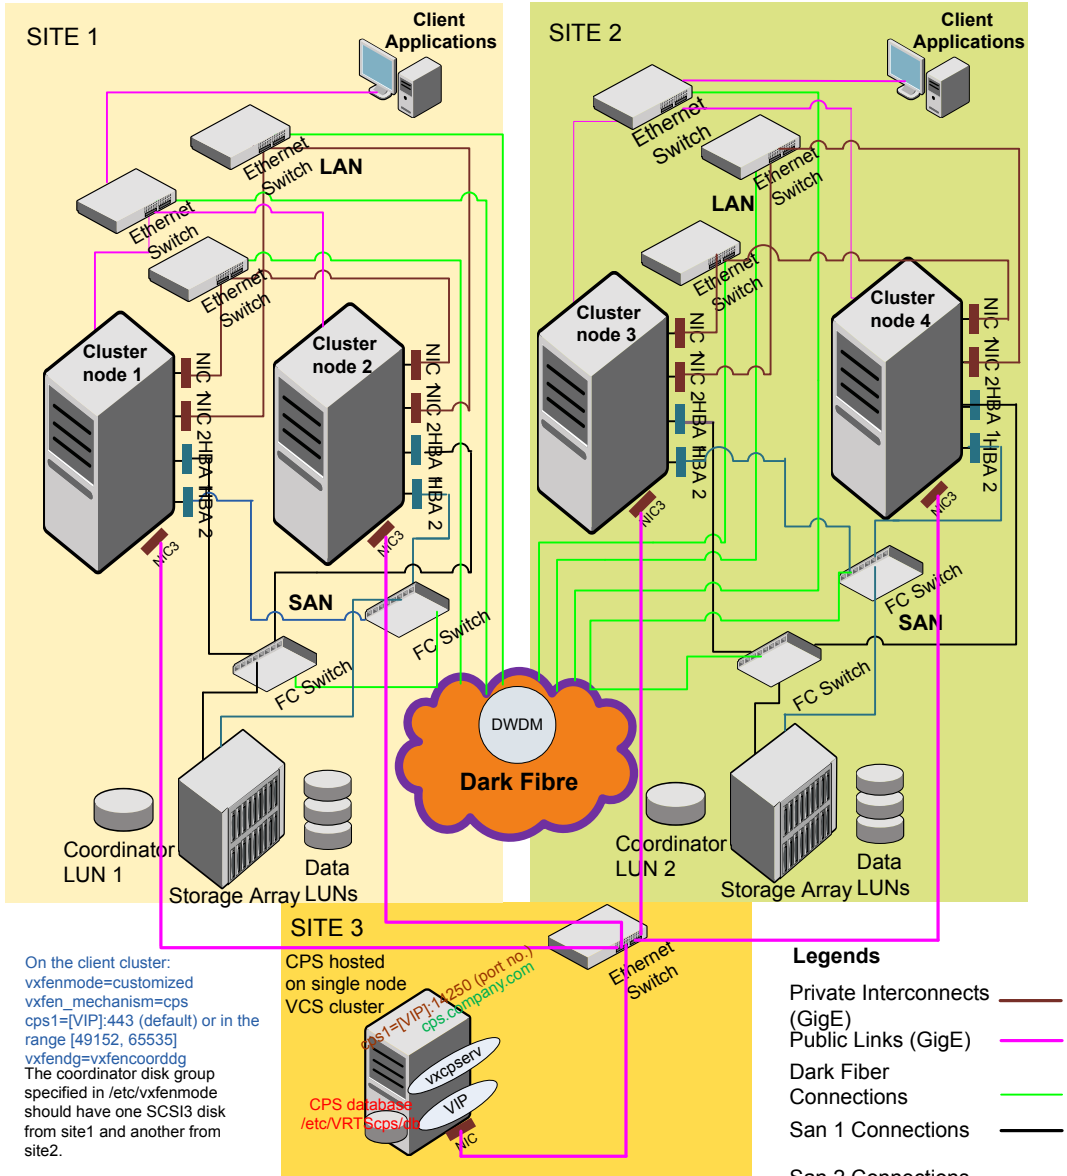 SITE 1
Client
Applications
Ethernet
Switch
LAN
Ethernet
Switch
Ethernet
Switch
Cluster
node 1
NIC 1
NIC 2
HBA 1
HBA 2
NIC3
Cluster
node 2
NIC 1
NIC 2
HBA 1
HBA 2
NIC3
SAN
FC Switch
FC Switch
Coordinator
LUN 1
Storage Array
Data
LUNs
SITE 2
Client
Applications
Ethernet
Switch
Ethernet
Switch
LAN
Ethernet
Switch
Cluster
node 3
NIC 1
NIC 2
HBA 1
HBA 2
NIC3
Cluster
node 4
NIC 1
NIC 2
HBA 1
HBA 2
NIC3
FC Switch
SAN
FC Switch
DWDM
Dark Fibre
Coordinator
LUN 2
Storage Array
Data
LUNs
SITE 3
CPS hosted
on single node
VCS cluster
Ethernet
Switch
cps1=[VIP]:14250 (port no.)
cps.company.com
vxcpserv
VIP
CPS database
/etc/VRTScps/db
NIC
On the client cluster:
vxfenmode=customized
vxfen_mechanism=cps
cps1=[VIP]:443 (default) or in the
range [49152, 65535]
vxfendg=vxfencoorddg
The coordinator disk group
specified in /etc/vxfenmode
should have one SCSI3 disk
from site1 and another from
site2.
Legends
Private Interconnects
(GigE)
Public Links (GigE)
Dark Fiber
Connections
San 1 Connections
San 2 Connections